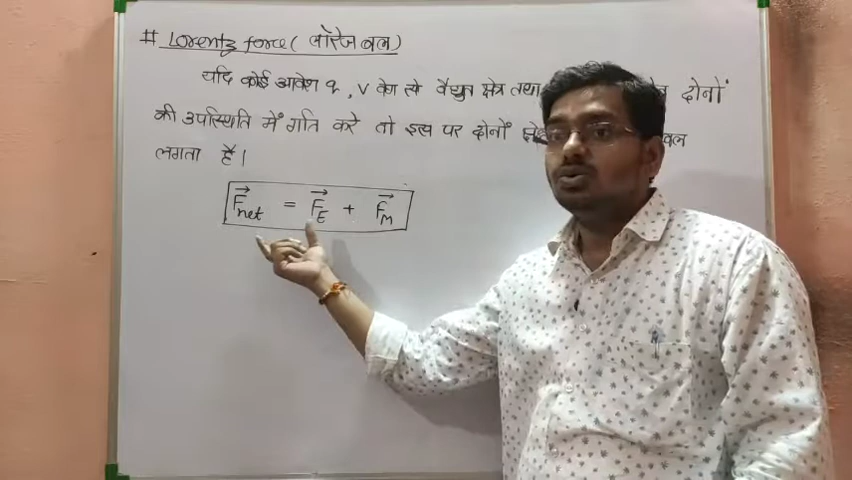 # Lorentz force ( लॉरेंज बल )
यदि कोई आवेश q , v वेग से वैद्युत क्षेत्र तथा दोनों
की उपस्थिति में गति करे तो इस पर दोनों बल
लगता है |
F⃗net = F⃗E + F⃗m